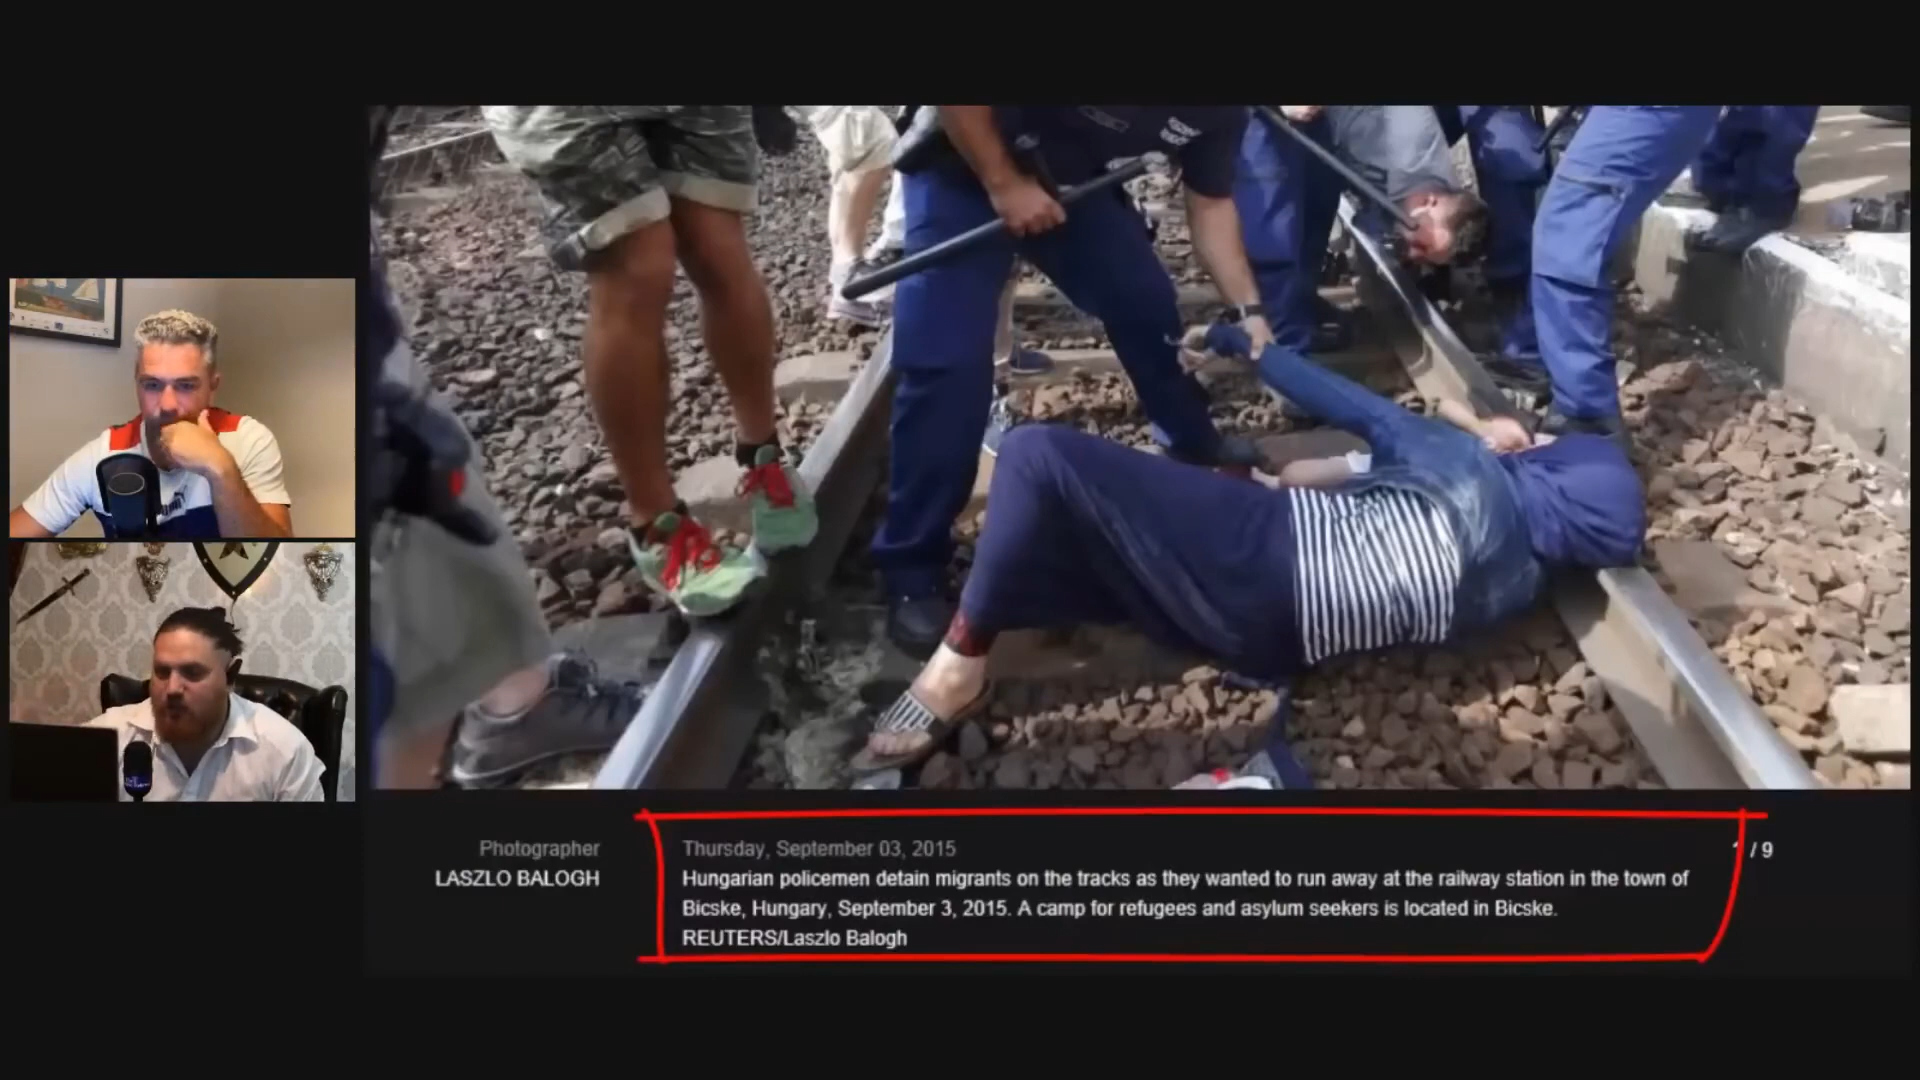 Photographer
LASZLO BALOGH
Thursday, September 03, 2015
Hungarian policemen detain migrants on the tracks as they wanted to run away at the railway station in the town of
Bicske, Hungary, September 3, 2015. A camp for refugees and asylum seekers is located in Bicske.
REUTERS/Laszlo Balogh
/ 9